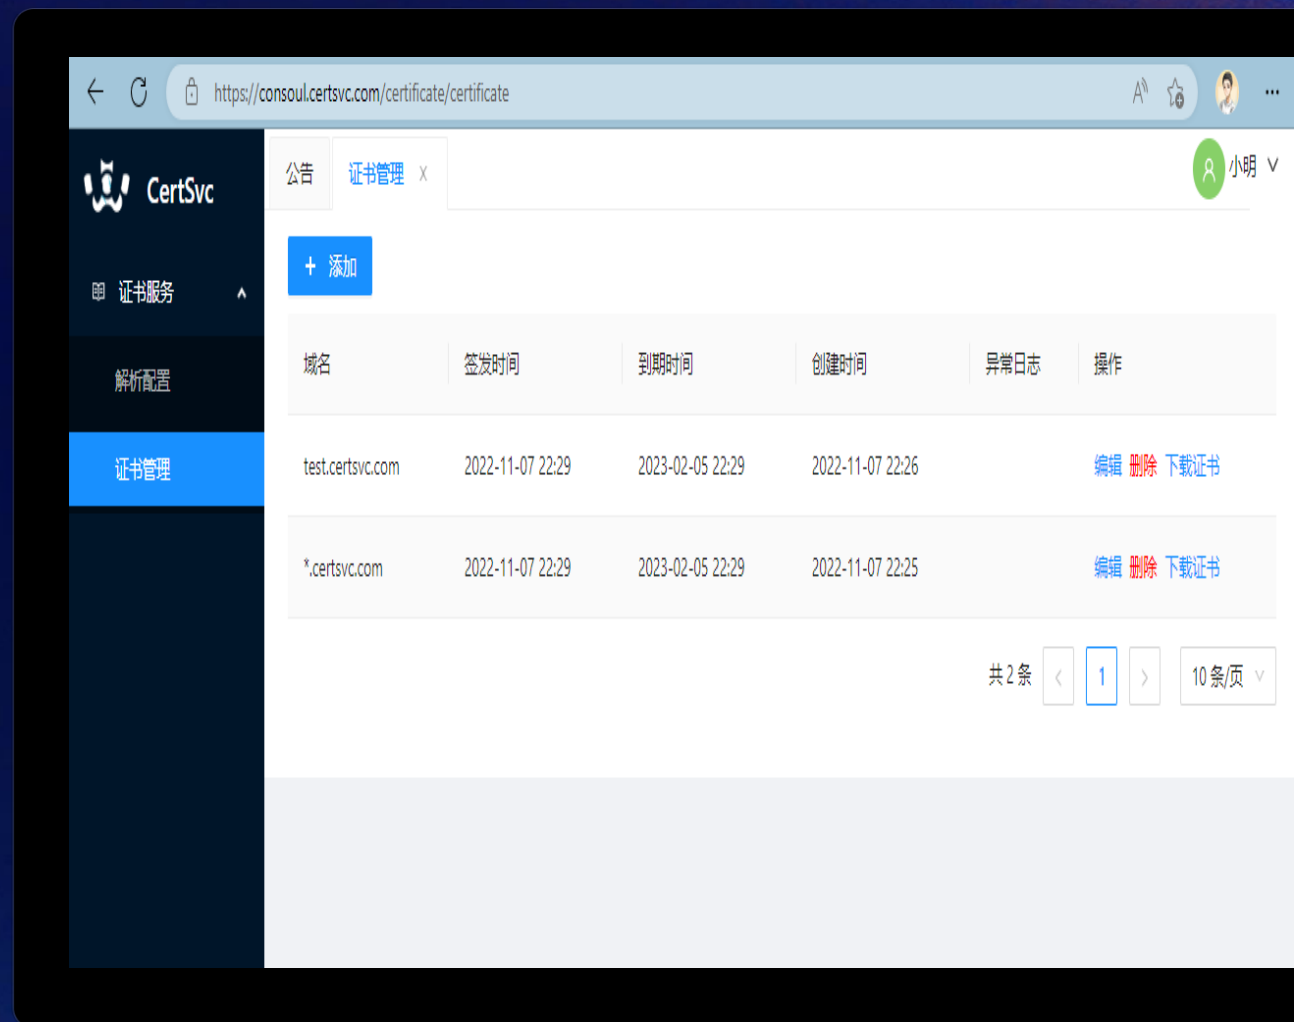 https://consoul.certsvc.com/certificate/certificate
CertSvc
公告 证书管理
小明
证书服务
解析配置
证书管理
+ 添加
域名 签发时间 到期时间 创建时间 异常日志 操作
test.certsvc.com 2022-11-07 22:29 2023-02-05 22:29 2022-11-07 22:26 编辑 删除 下载证书
*.certsvc.com 2022-11-07 22:29 2023-02-05 22:29 2022-11-07 22:25 编辑 删除 下载证书
共 2 条 1 10 条/页